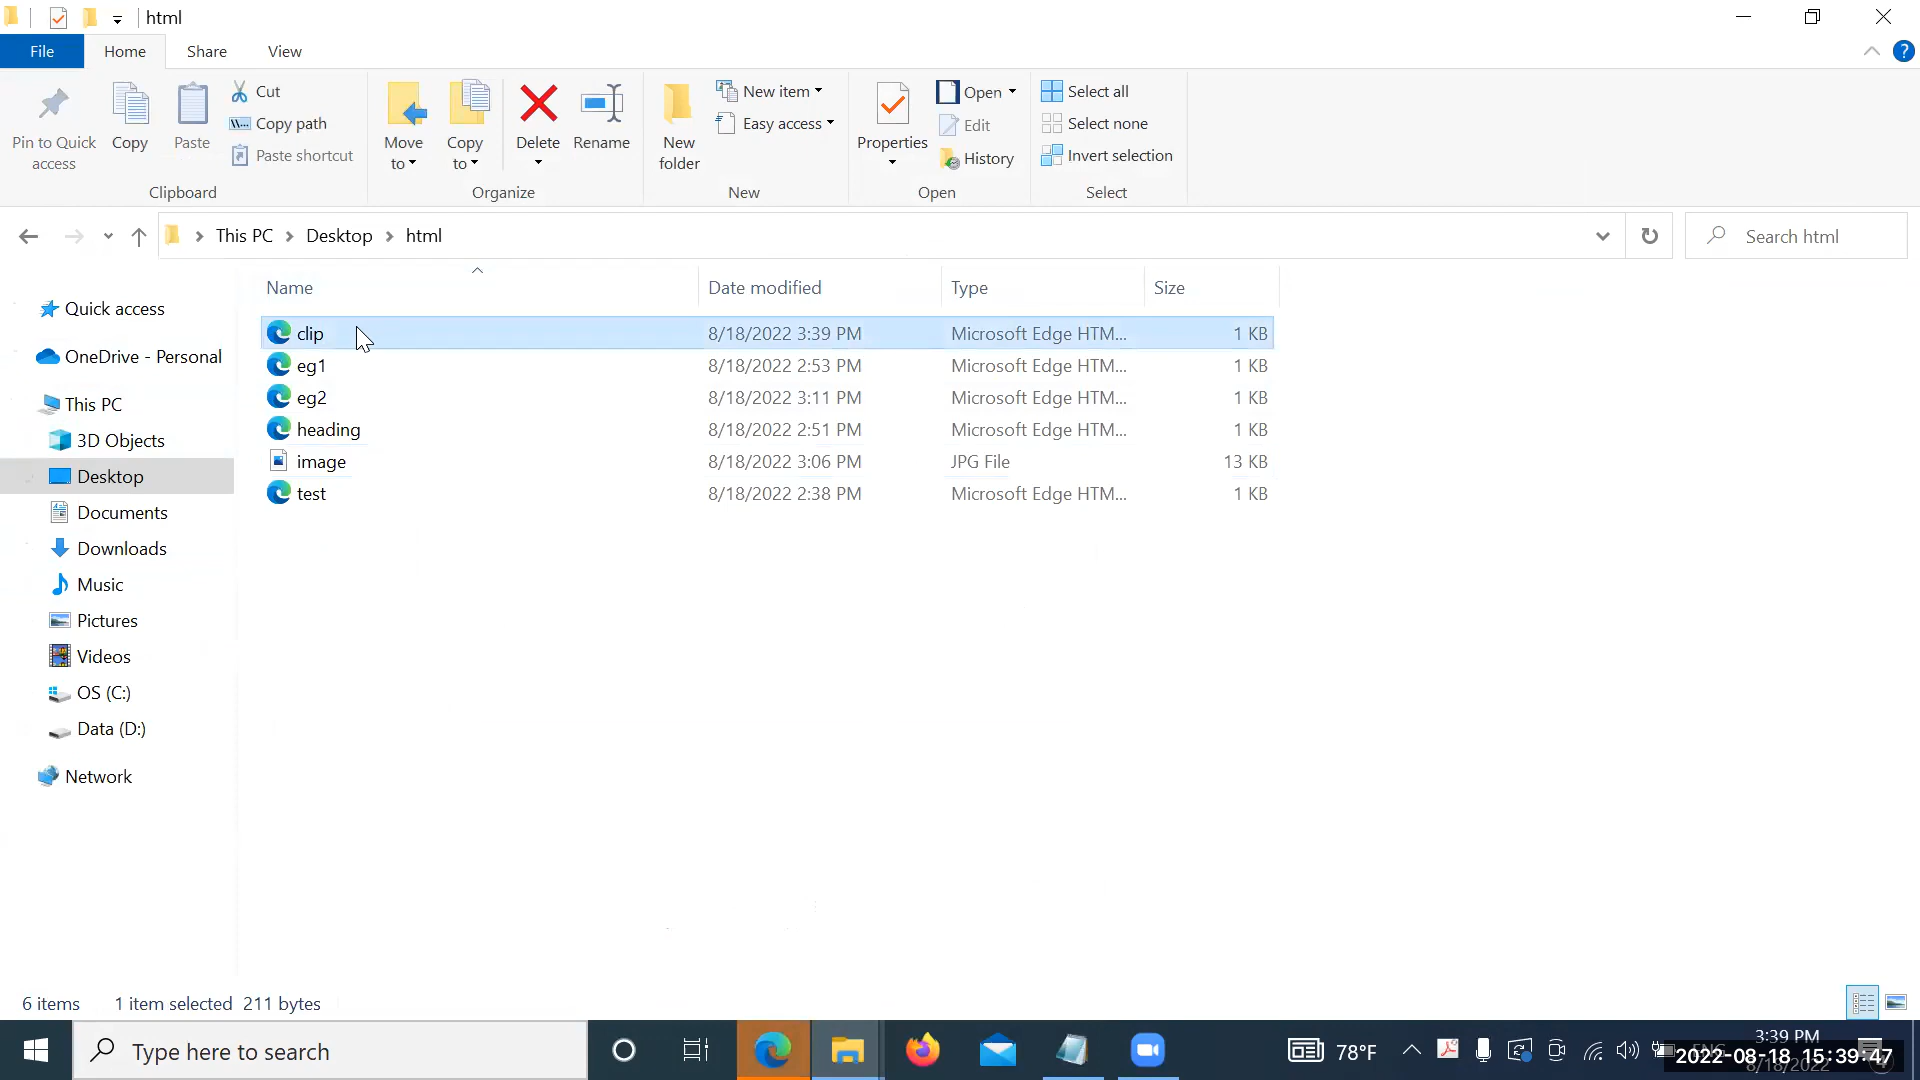 html
File Home Share View
Pin to Quick access
Copy
Paste
Cut
Copy path
Paste shortcut
Clipboard
Move to
Copy to
Delete
Rename
Organize
New folder
New item
Easy access
New
Properties
Open
Edit
History
Open
Select all
Select none
Invert selection
Select
This PC Desktop html
Search html
Name Date modified Type Size
clip 8/18/2022 3:39 PM Microsoft Edge HTM... 1 KB
eg1 8/18/2022 2:53 PM Microsoft Edge HTM... 1 KB
eg2 8/18/2022 3:11 PM Microsoft Edge HTM... 1 KB
heading 8/18/2022 2:51 PM Microsoft Edge HTM... 1 KB
image 8/18/2022 3:06 PM JPG File 13 KB
test 8/18/2022 2:38 PM Microsoft Edge HTM... 1 KB
Quick access
OneDrive - Personal
This PC
3D Objects
Desktop
Documents
Downloads
Music
Pictures
Videos
OS (C:)
Data (D:)
Network
6 items 1 item selected 211 bytes
Type here to search
78°F
3:39 PM
2022-08-18 15:39:47
8/18/2022